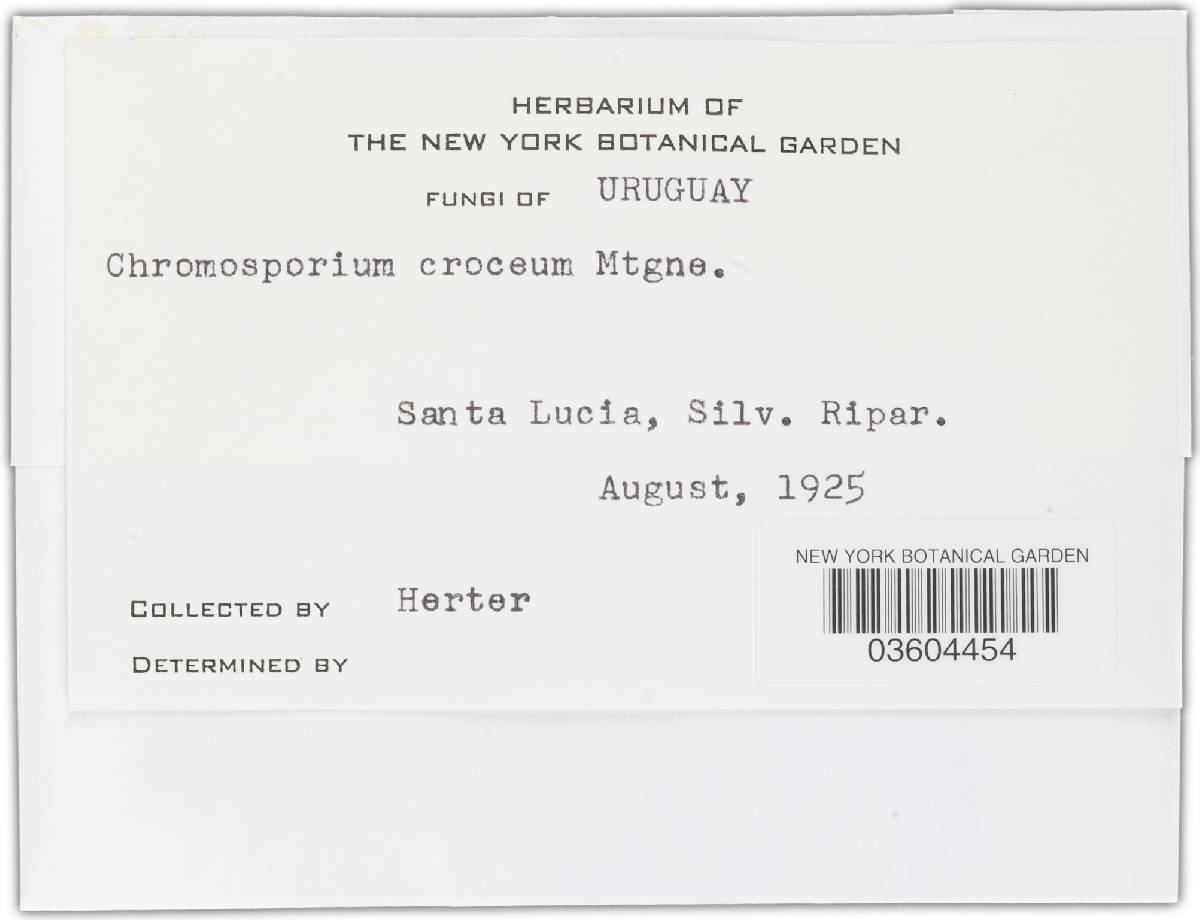 HERBARIUM OF
THE NEW YORK BOTANICAL GARDEN
FUNGI OF URUGUAY
Chromosporium croceum Mtgne.
Santa Lucia, Silv. Ripar.
August, 1925
COLLECTED BY Herter
DETERMINED BY
NEW YORK BOTANICAL GARDEN
03604454